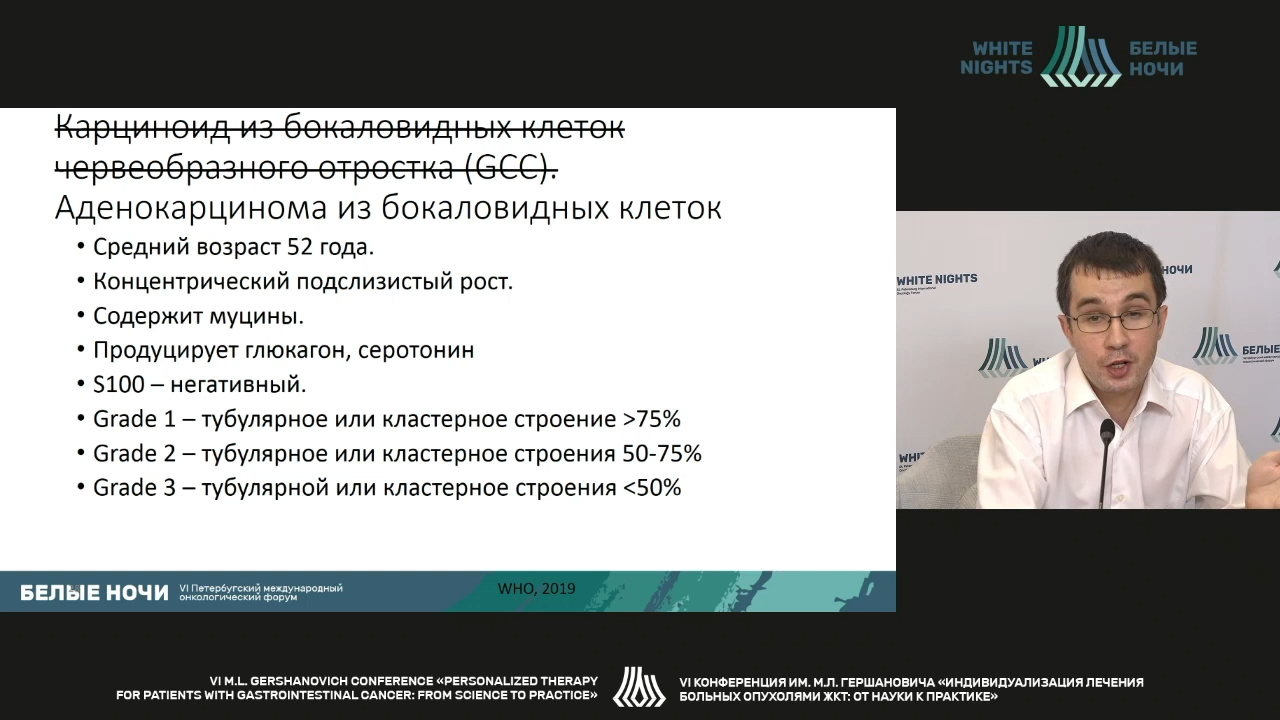 WHITE
NIGHTS
БЕЛЫЕ
НОЧИ
Карциноид из бокаловидных клеток
червеобразного отростка (GCC).
Аденокарцинома из бокаловидных клеток
• Средний возраст 52 года.
• Концентрический подслизистый рост.
• Содержит муцины.
• Продуцирует глюкагон, серотонин
• S100 – негативный.
• Grade 1 – тубулярное или кластерное строение >75%
• Grade 2 – тубулярное или кластерное строения 50-75%
• Grade 3 – тубулярной или кластерное строения <50%
БЕЛЫЕ НОЧИ
VI Петербугский международный
онкологический форум
WHO, 2019
WHITE NIGHTS
НОЧИ
W
БЕЛЫЕ
WHI
VI M.L. GERSHANOVICH CONFERENCE «PERSONALIZED THERAPY
FOR PATIENTS WITH GASTROINTESTINAL CANCER: FROM SCIENCE TO PRACTICE»
VI КОНФЕРЕНЦИЯ ИМ. М.Л. ГЕРШАНОВИЧА «ИНДИВИДУАЛИЗАЦИЯ ЛЕЧЕНИЯ
БОЛЬНЫХ ОПУХОЛЯМИ ЖКТ: ОТ НАУКИ К ПРАКТИКЕ»